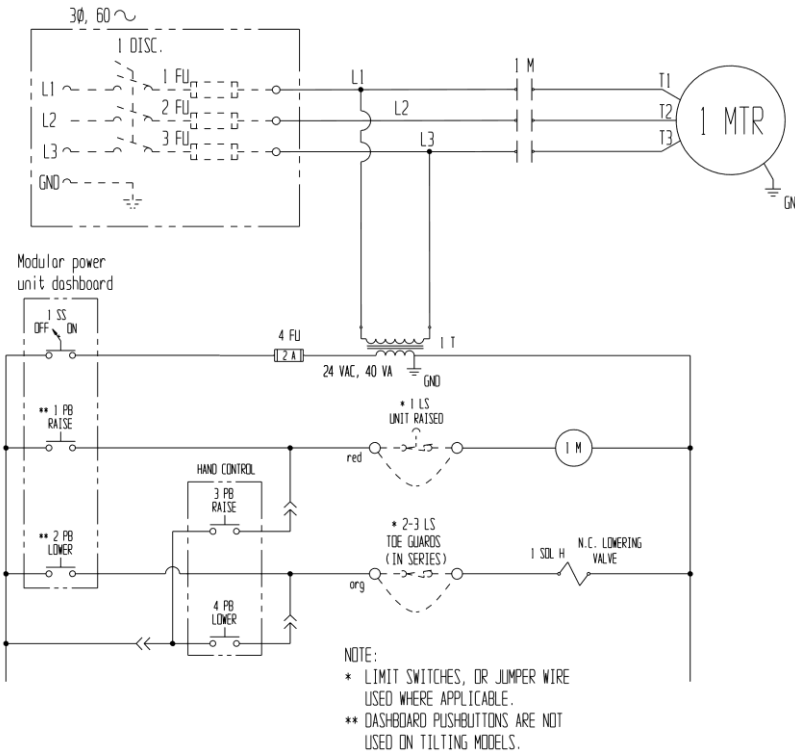 3Ø, 60
1 DISC.
L1
1 FU
L1
1 M
T1
L2
2 FU
L2
T2
1 MTR
L3
3 FU
L3
T3
GND
Modular power
unit dashboard
1 SS
OFF ON
4 FU
2 A
1 T
24 VAC, 40 VA
GND
** 1 PB
RAISE
* 1 LS
UNIT RAISED
red
1 M
HAND CONTROL
3 PB
RAISE
** 2 PB
LOWER
* 2-3 LS
TOE GUARDS
(IN SERIES)
org
1 SOL H
N.C. LOWERING
VALVE
4 PB
LOWER
NOTE:
* LIMIT SWITCHES, OR JUMPER WIRE
USED WHERE APPLICABLE.
** DASHBOARD PUSHBUTTONS ARE NOT
USED ON TILTING MODELS.